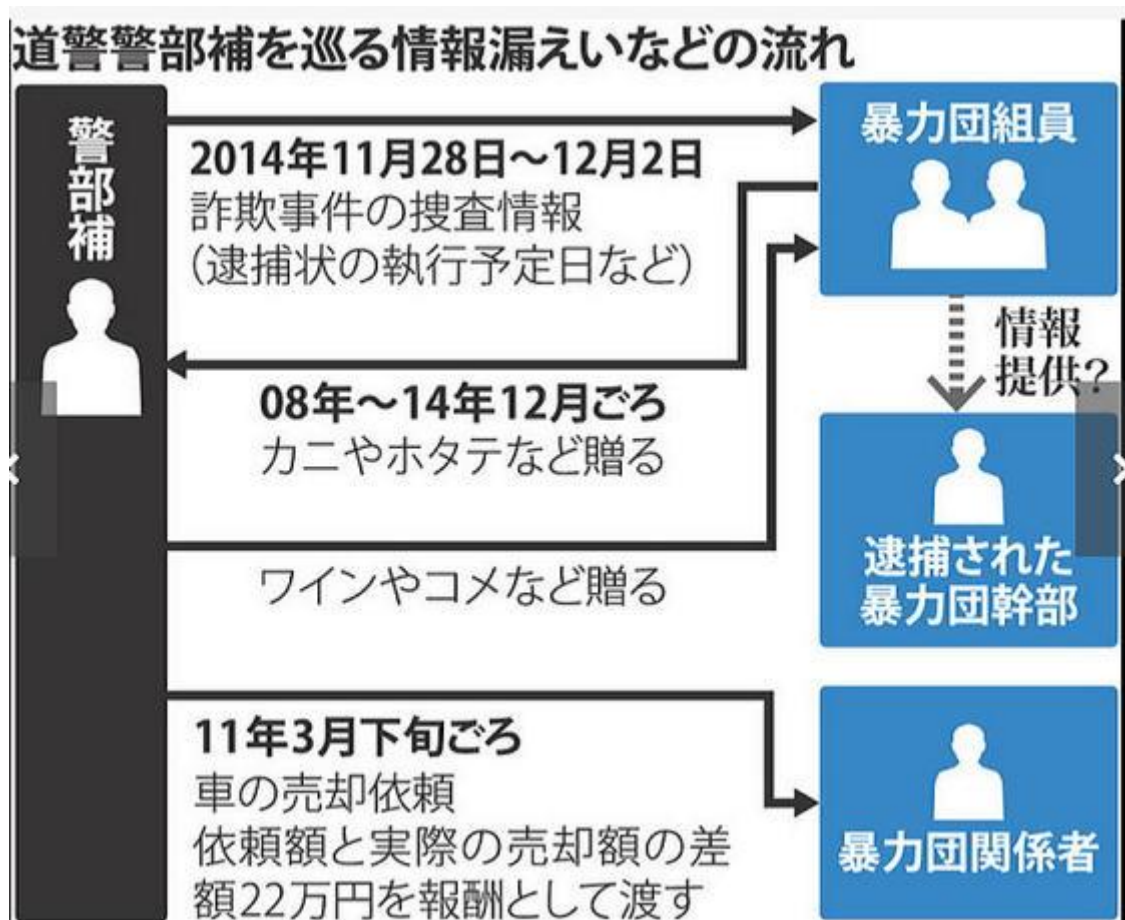 道警警部補を巡る情報漏えいなどの流れ
警部補
2014年11月28日〜12月2日
詐欺事件の捜査情報
(逮捕状の執行予定日など)
暴力団組員
情報
提供?
08年〜14年12月ごろ
カニやホタテなど贈る
ワインやコメなど贈る
逮捕された
暴力団幹部
11年3月下旬ごろ
車の売却依頼
依頼額と実際の売却額の差
額22万円を報酬として渡す
暴力団関係者